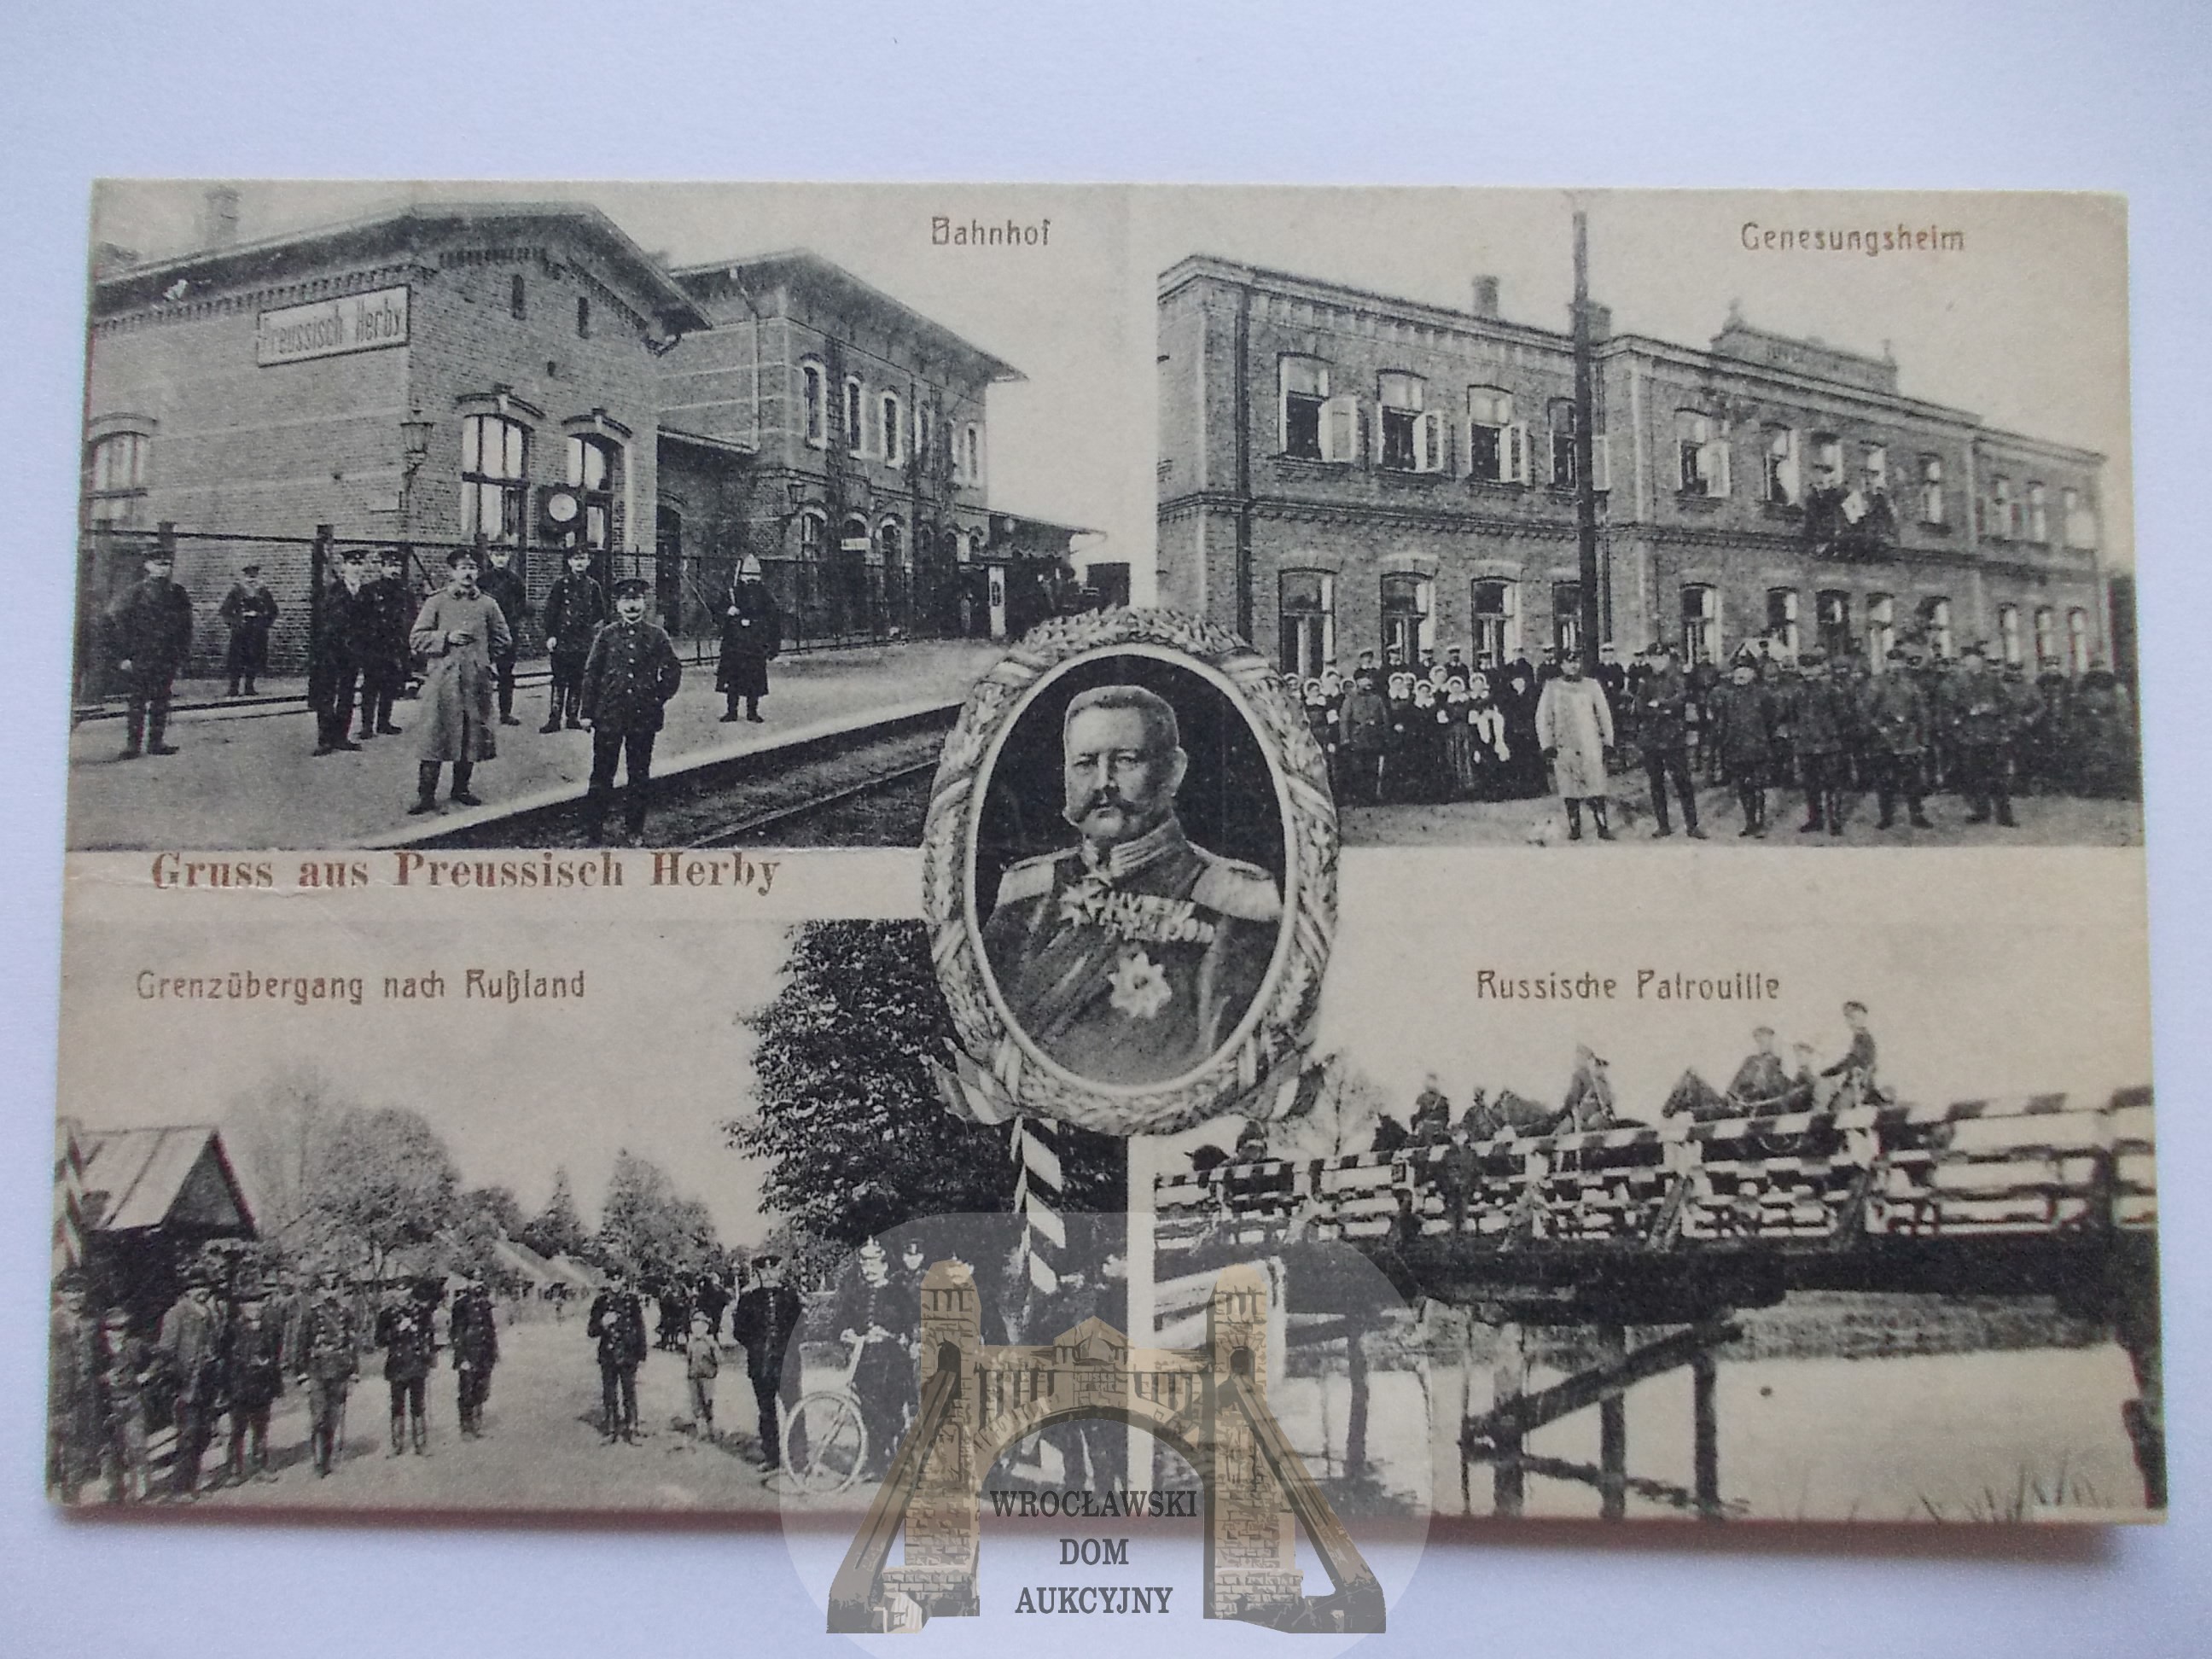 Bahnhof
Genesungsheim
Preussisch Herby
Gruss aus Preussisch Herby
Grenzübergang nach Rußland
Russische Patrouille
WROCŁAWSKI
DOM
AUKCYJNY